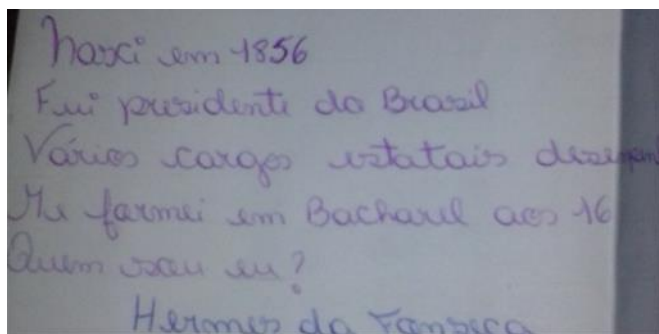 Nasci em 1856
Fui presidente do Brasil
Vários cargos estatais desempen
Me formei em Bacharel aos 16
Quem sou eu?
Hermes da Fonseca